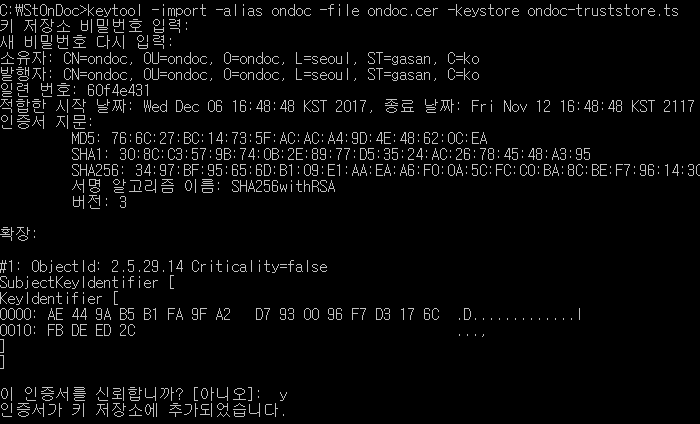 C:\StOnDoc>keytool -import -alias ondoc -file ondoc.cer -keystore ondoc-truststore.ts
키 저장소 비밀번호 입력:
새 비밀번호 다시 입력:
소유자: CN=ondoc, OU=ondoc, O=ondoc, L=seoul, ST=gasan, C=ko
발행자: CN=ondoc, OU=ondoc, O=ondoc, L=seoul, ST=gasan, C=ko
일련 번호: 60f4e431
적합한 시작 날짜: Wed Dec 06 16:48:48 KST 2017, 종료 날짜: Fri Nov 12 16:48:48 KST 2117
인증서 지문:
MD5: 76:6C:27:BC:14:73:5F:AC:AC:A4:9D:4E:48:62:0C:EA
SHA1: 30:8C:C3:57:9B:74:0B:2E:89:77:D5:35:24:AC:26:78:45:48:A3:95
SHA256: 34:97:BF:95:65:6D:B1:09:E1:AA:EA:A6:F0:0A:5C:FC:C0:BA:8C:BE:F7:96:14:30
서명 알고리즘 이름: SHA256withRSA
버전: 3
확장:
#1: ObjectId: 2.5.29.14 Criticality=false
SubjectKeyIdentifier [
KeyIdentifier [
0000: AE 44 9A B5 B1 FA 9F A2 D7 93 00 96 F7 D3 17 6C .D.............l
0010: FB DE ED 2C ...,
]
]
이 인증서를 신뢰합니까? [아니오]: y
인증서가 키 저장소에 추가되었습니다.